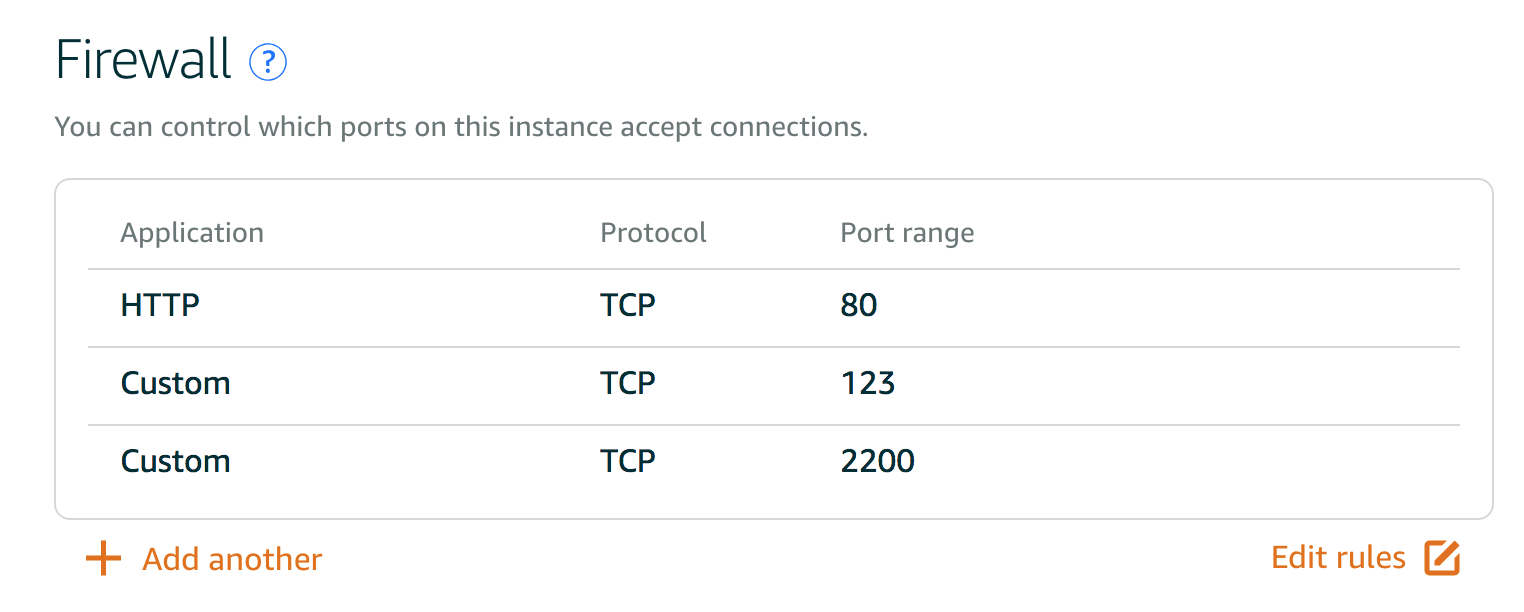 Firewall ?
You can control which ports on this instance accept connections.
Application Protocol Port range
HTTP TCP 80
Custom TCP 123
Custom TCP 2200
Add another Edit rules